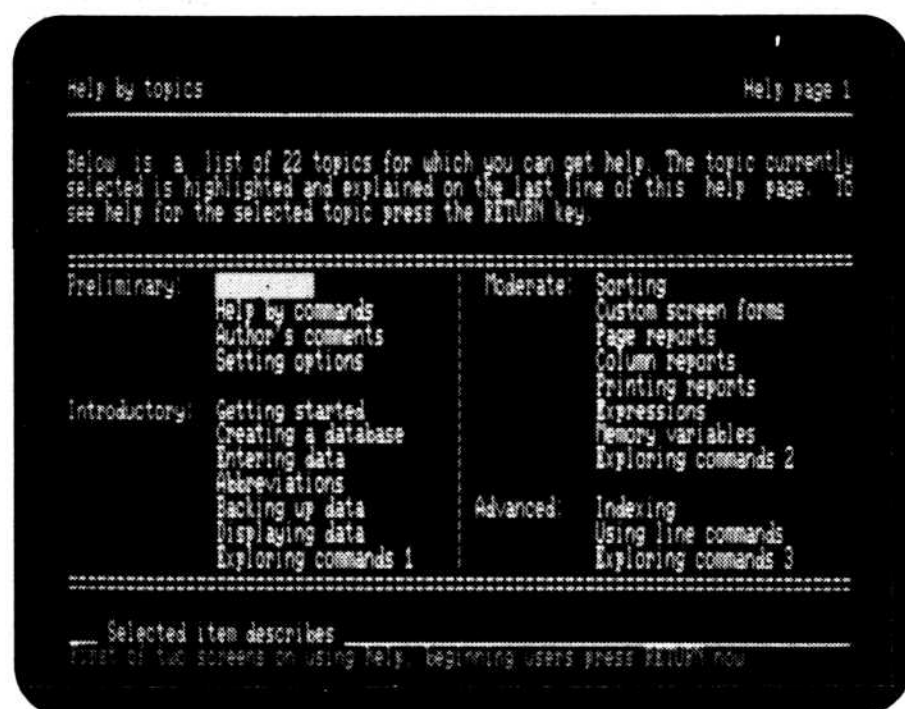 Help by topics Help page 1
Below is a list of 22 topics for which you can get help. The topic currently
selected is highlighted and explained on the last line of this help page. To
see help for the selected topic press the RETURN key.
Preliminary: Moderate: Sorting
Help by commands Custom screen forms
Author's comments Page reports
Setting options Column reports
Printing reports
Introductory: Getting started Expressions
Creating a database Memory variables
Entering data Exploring commands 2
Abbreviations
Backing up data Advanced: Indexing
Displaying data Using line commands
Exploring commands 1 Exploring commands 3
Selected item describes
First of two screens on using help, beginning users press RETURN now